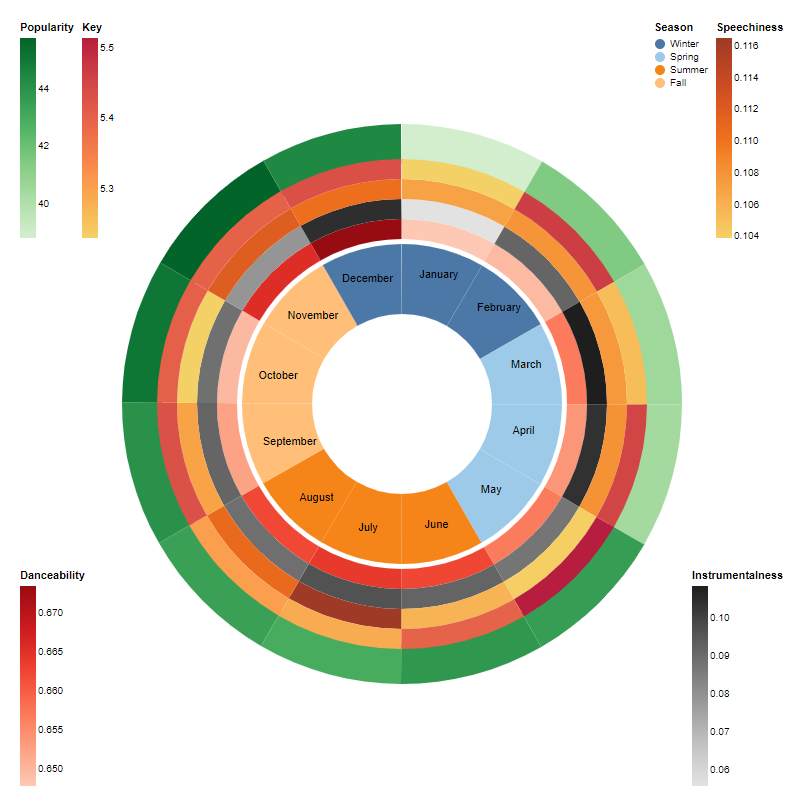 Popularity
44
42
40
Key
5.5
5.4
5.3
Season
Winter
Spring
Summer
Fall
Speechiness
0.116
0.114
0.112
0.110
0.108
0.106
0.104
December
January
February
November
March
October
April
September
May
August
June
July
Danceability
0.670
0.665
0.660
0.655
0.650
Instrumentalness
0.10
0.09
0.08
0.07
0.06